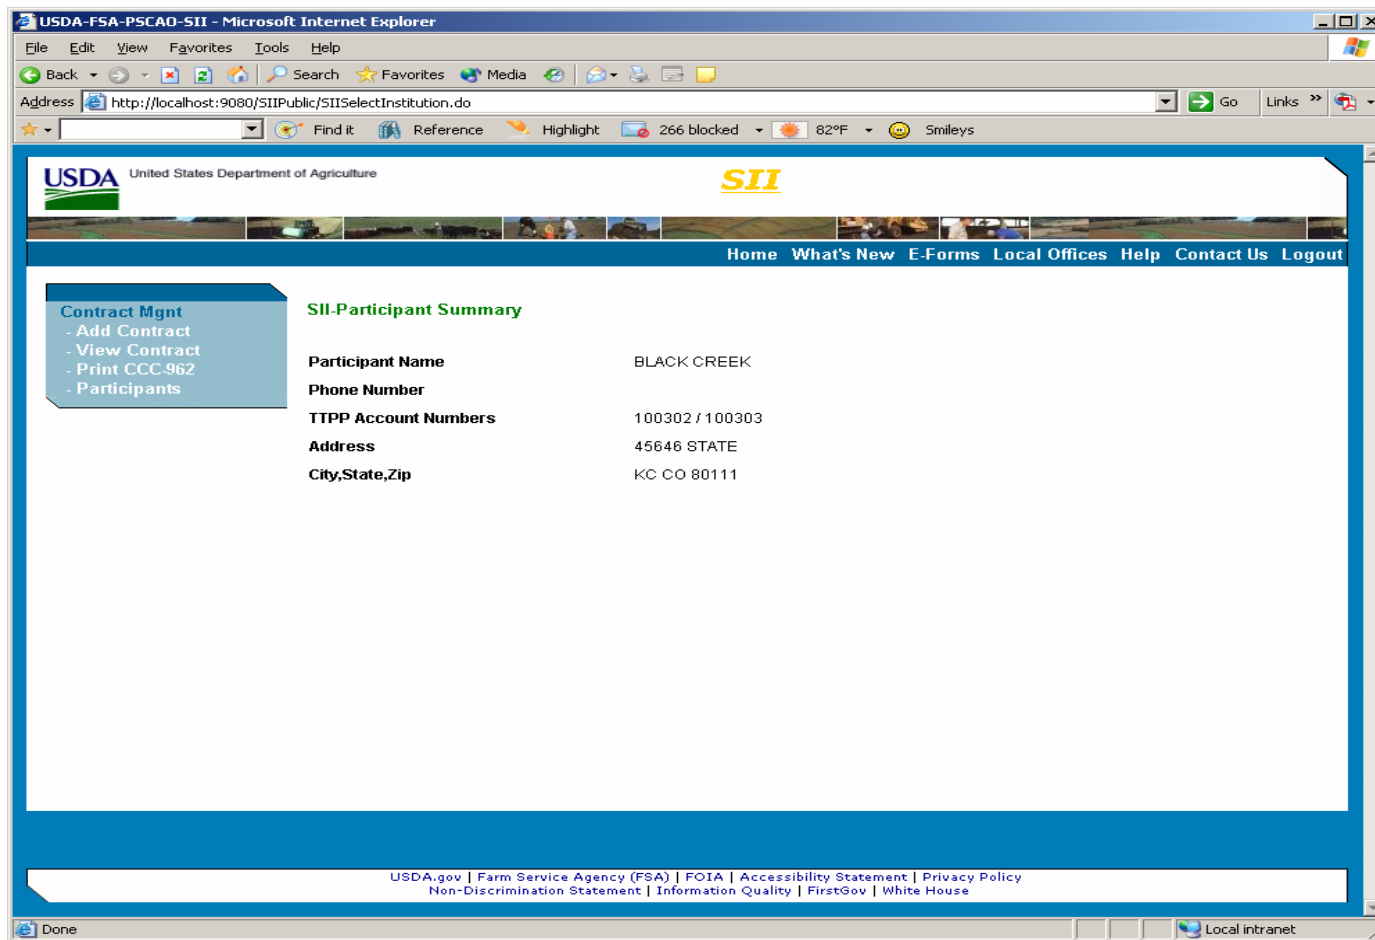 USDA-FSA-PSCAO-SII - Microsoft Internet Explorer
File Edit View Favorites Tools Help
Back Search Favorites Media
Address http://localhost:9080/SIIPublic/SIISelectInstitution.do Go Links »
Find it Reference Highlight 266 blocked 82°F Smileys
USDA United States Department of Agriculture SII
Home What's New E-Forms Local Offices Help Contact Us Logout
Contract Mgnt
- Add Contract
- View Contract
- Print CCC-962
- Participants
SII-Participant Summary
Participant Name BLACK CREEK
Phone Number
TTPP Account Numbers 100302 / 100303
Address 45646 STATE
City,State,Zip KC CO 80111
USDA.gov | Farm Service Agency (FSA) | FOIA | Accessibility Statement | Privacy Policy
Non-Discrimination Statement | Information Quality | FirstGov | White House
Done Local intranet